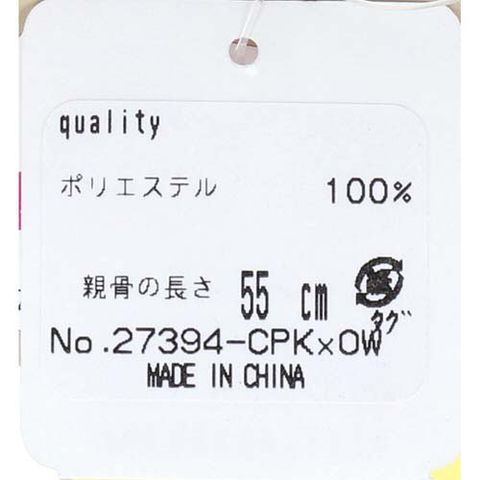 quality
ポリエステル 100%
親骨の長さ 55 cm
タグ
No.27394-CPK×OW
MADE IN CHINA